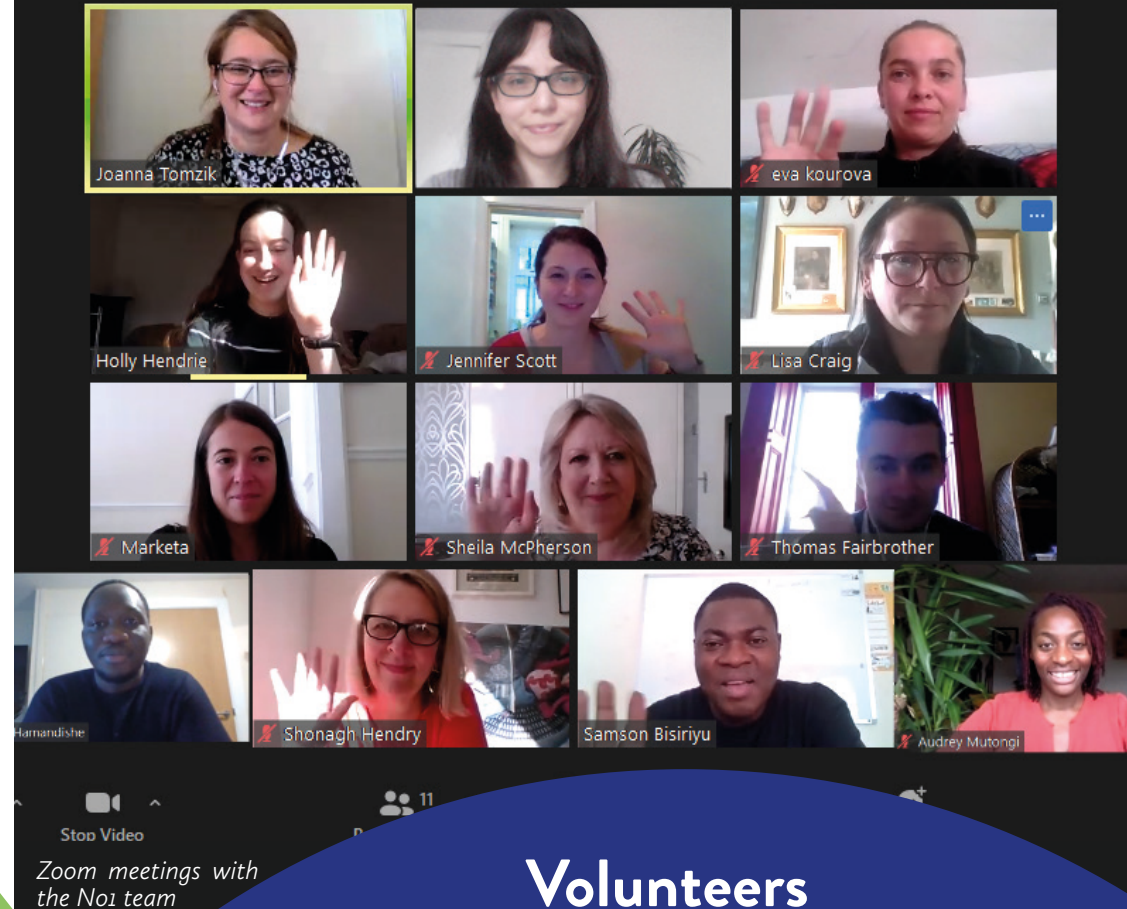 Joanna Tomzik
eva kourova
Holly Hendrie
Jennifer Scott
Lisa Craig
Marketa
Sheila McPherson
Thomas Fairbrother
Hamandishe
Shonagh Hendry
Samson Bisiriyu
Audrey Mutongi
11
Stop Video
Zoom meetings with
the No1 team
Volunteers